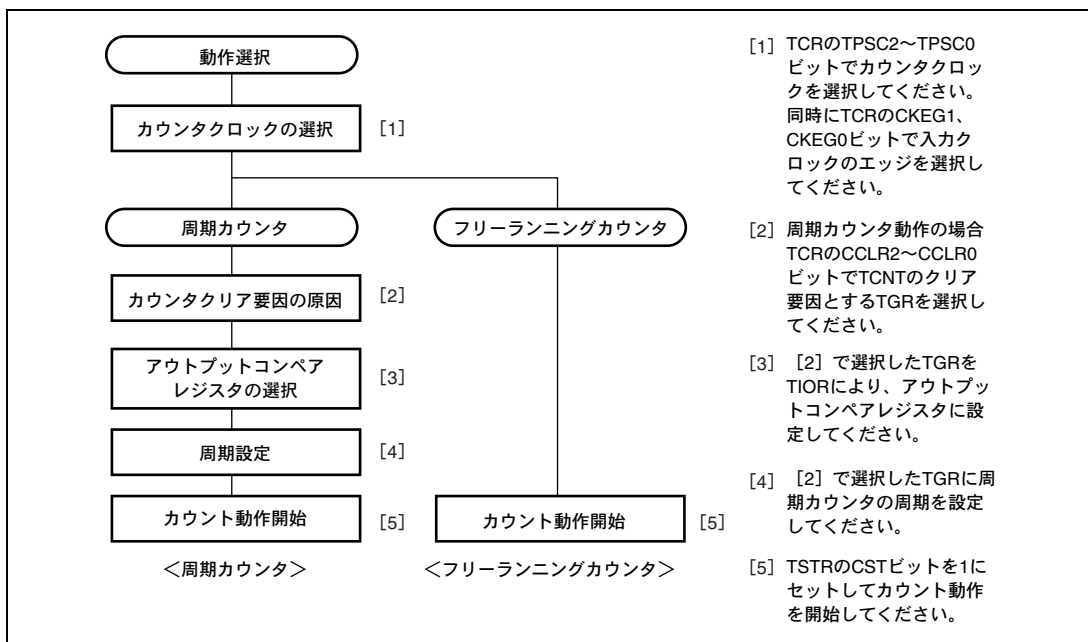 動作選択
カウンタクロックの選択 [1]
周期カウンタ
フリーランニングカウンタ
カウンタクリア要因の原因 [2]
アウトプットコンペア
レジスタの選択
[3]
周期設定 [4]
カウント動作開始 [5]
カウント動作開始 [5]
＜周期カウンタ＞
＜フリーランニングカウンタ＞
[1] TCRのTPSC2～TPSC0
ビットでカウンタクロッ
クを選択してください。
同時にTCRのCKEG1、
CKEG0ビットで入力ク
ロックのエッジを選択し
てください。
[2] 周期カウンタ動作の場合
TCRのCCLR2～CCLR0
ビットでTCNTのクリア
要因とするTGRを選択し
てください。
[3] [2]で選択したTGRを
TIORにより、アウトプッ
トコンペアレジスタに設
定してください。
[4] [2]で選択したTGRに周
期カウンタの周期を設定
してください。
[5] TSTRのCSTビットを1に
セットしてカウント動作
を開始してください。